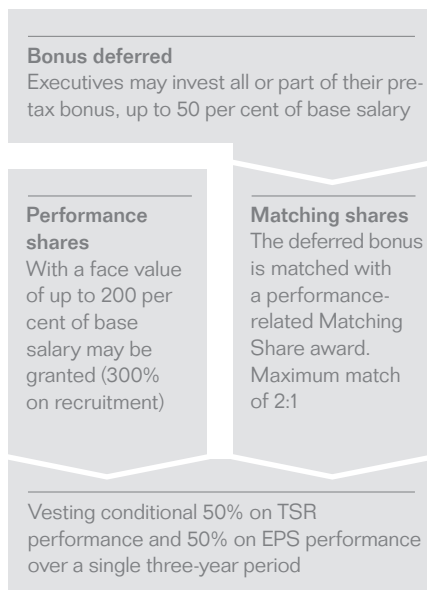 Bonus deferred
Executives may invest all or part of their pre-
tax bonus, up to 50 per cent of base salary
Performance
shares
With a face value
of up to 200 per
cent of base
salary may be
granted (300%
on recruitment)
Matching shares
The deferred bonus
is matched with
a performance-
related Matching
Share award.
Maximum match
of 2:1
Vesting conditional 50% on TSR
performance and 50% on EPS performance
over a single three-year period